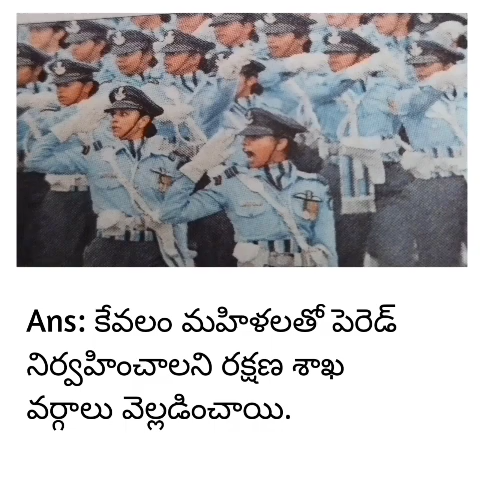 Ans: కేవలం మహిళలతో పెరెడ్
నిర్వహించాలని రక్షణ శాఖ
వర్గాలు వెల్లడించాయి.